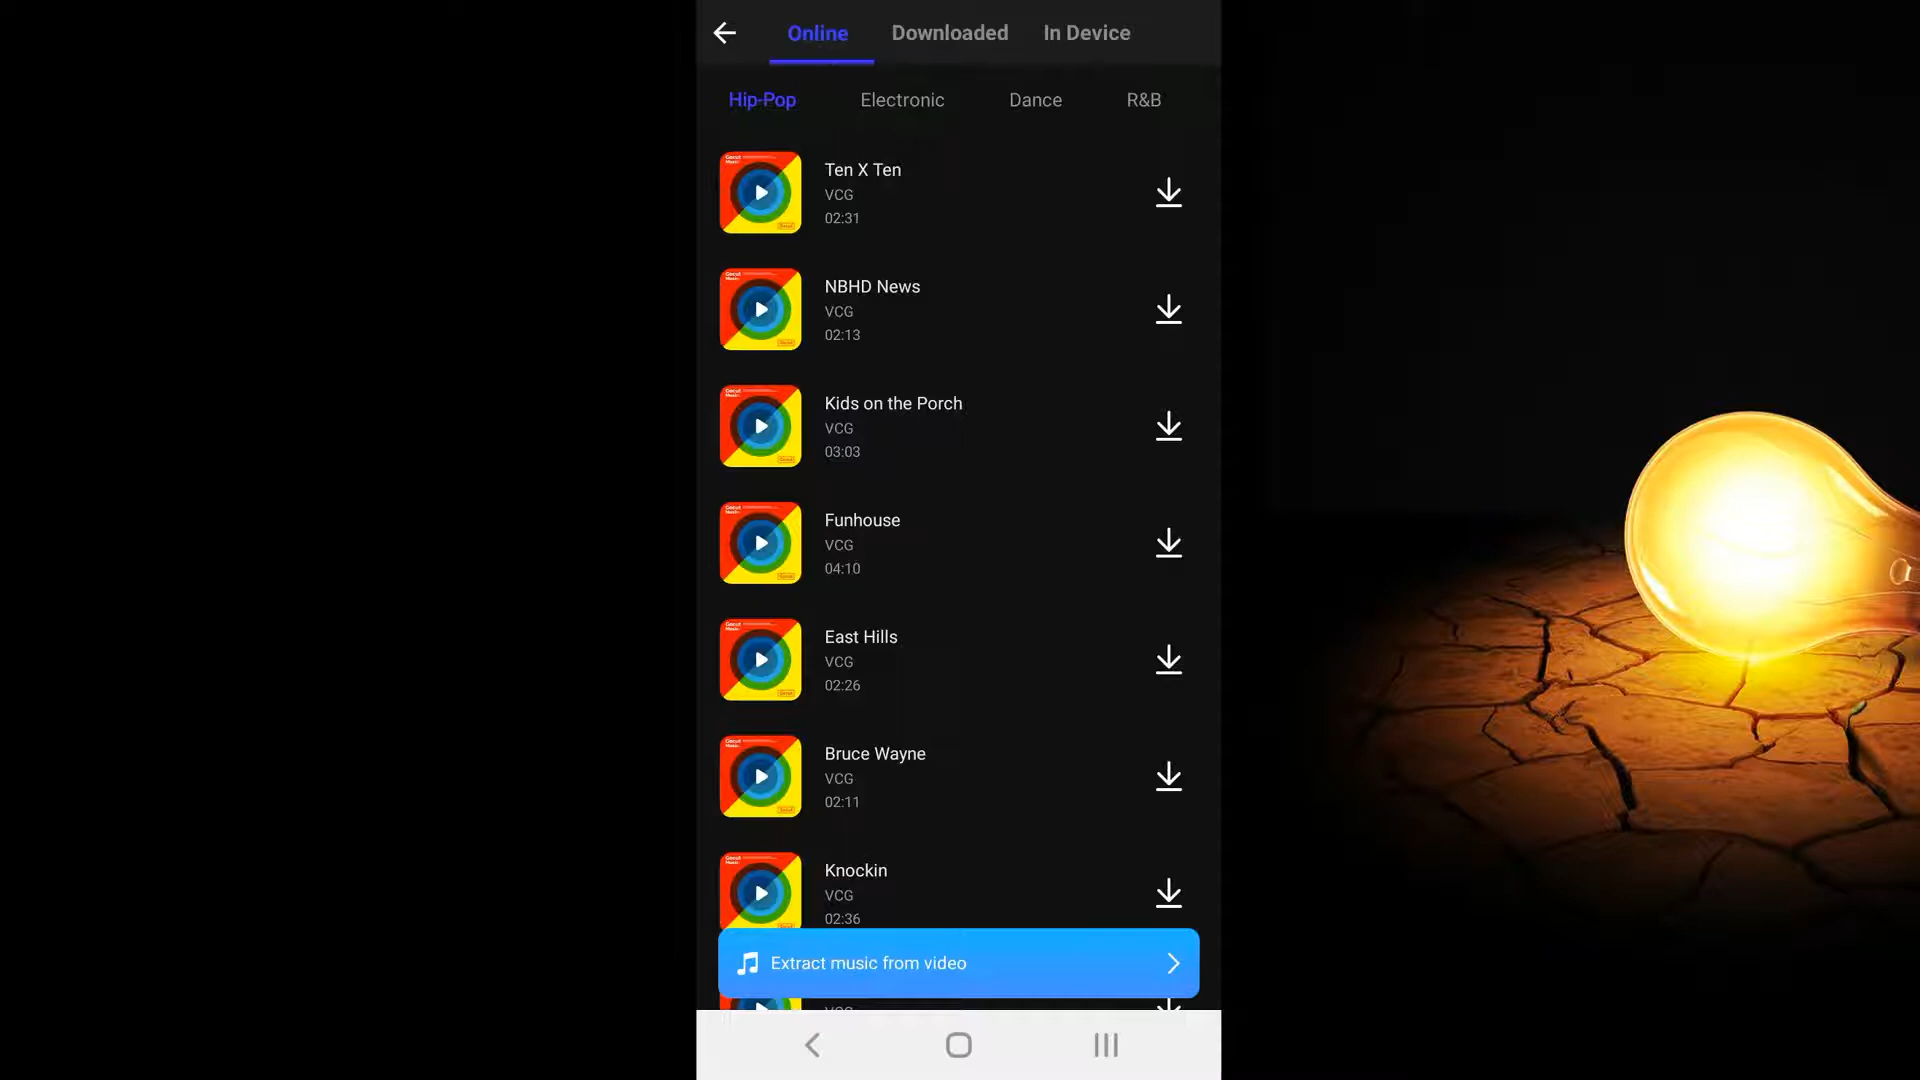 Online Downloaded In Device
Hip-Pop Electronic Dance R&B
Ten X Ten
VCG
02:31
NBHD News
VCG
02:13
Kids on the Porch
VCG
03:03
Funhouse
VCG
04:10
East Hills
VCG
02:26
Bruce Wayne
VCG
02:11
Knockin
VCG
02:36
Extract music from video